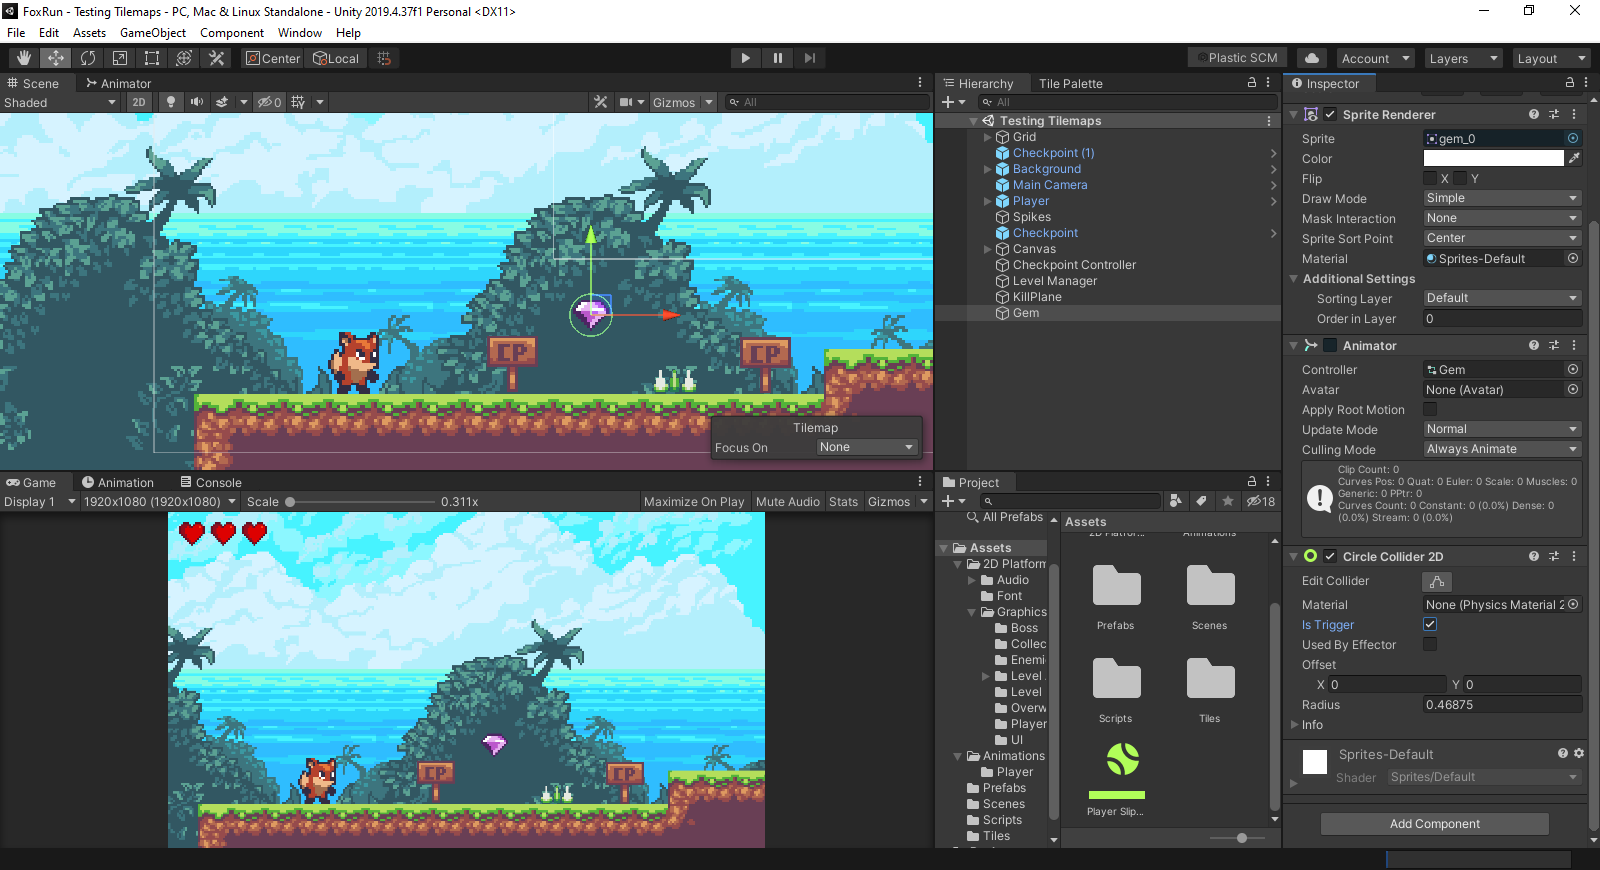 FoxRun - Testing Tilemaps - PC, Mac & Linux Standalone - Unity 2019.4.37f1 Personal <DX11>
File Edit Assets GameObject Component Window Help
Center Local Plastic SCM Account Layers Layout
Scene Animator
Shaded 2D 0 Gizmos All
CP CP
Tilemap
Focus On None
Hierarchy Tile Palette
All
Testing Tilemaps
Grid
Checkpoint (1)
Background
Main Camera
Player
Spikes
Checkpoint
Canvas
Checkpoint Controller
Level Manager
KillPlane
Gem
Game Animation Console
Display 1 1920x1080 (1920x1080) Scale 0.311x Maximize On Play Mute Audio Stats Gizmos
CP CP
Project
18
All Prefabs
Assets
2D Platform
Audio
Font
Graphics
Boss
Collec
Enemi
Level
Level
Overw
Player
UI
Animations
Player
Prefabs
Scenes
Scripts
Tiles
Assets
2D Platfor... Animations
Prefabs Scenes
Scripts Tiles
Player Slip...
Inspector
Sprite Renderer
Sprite gem_0
Color
Flip X Y
Draw Mode Simple
Mask Interaction None
Sprite Sort Point Center
Material Sprites-Default
Additional Settings
Sorting Layer Default
Order in Layer 0
Animator
Controller Gem
Avatar None (Avatar)
Apply Root Motion
Update Mode Normal
Culling Mode Always Animate
Clip Count: 0
Curves Pos: 0 Quat: 0 Euler: 0 Scale: 0 Muscles: 0
Generic: 0 PPtr: 0
Curves Count: 0 Constant: 0 (0.0%) Dense: 0
(0.0%) Stream: 0 (0.0%)
Circle Collider 2D
Edit Collider
Material None (Physics Material 2
Is Trigger
Used By Effector
Offset
X 0 Y 0
Radius 0.46875
Info
Sprites-Default
Shader Sprites/Default
Add Component